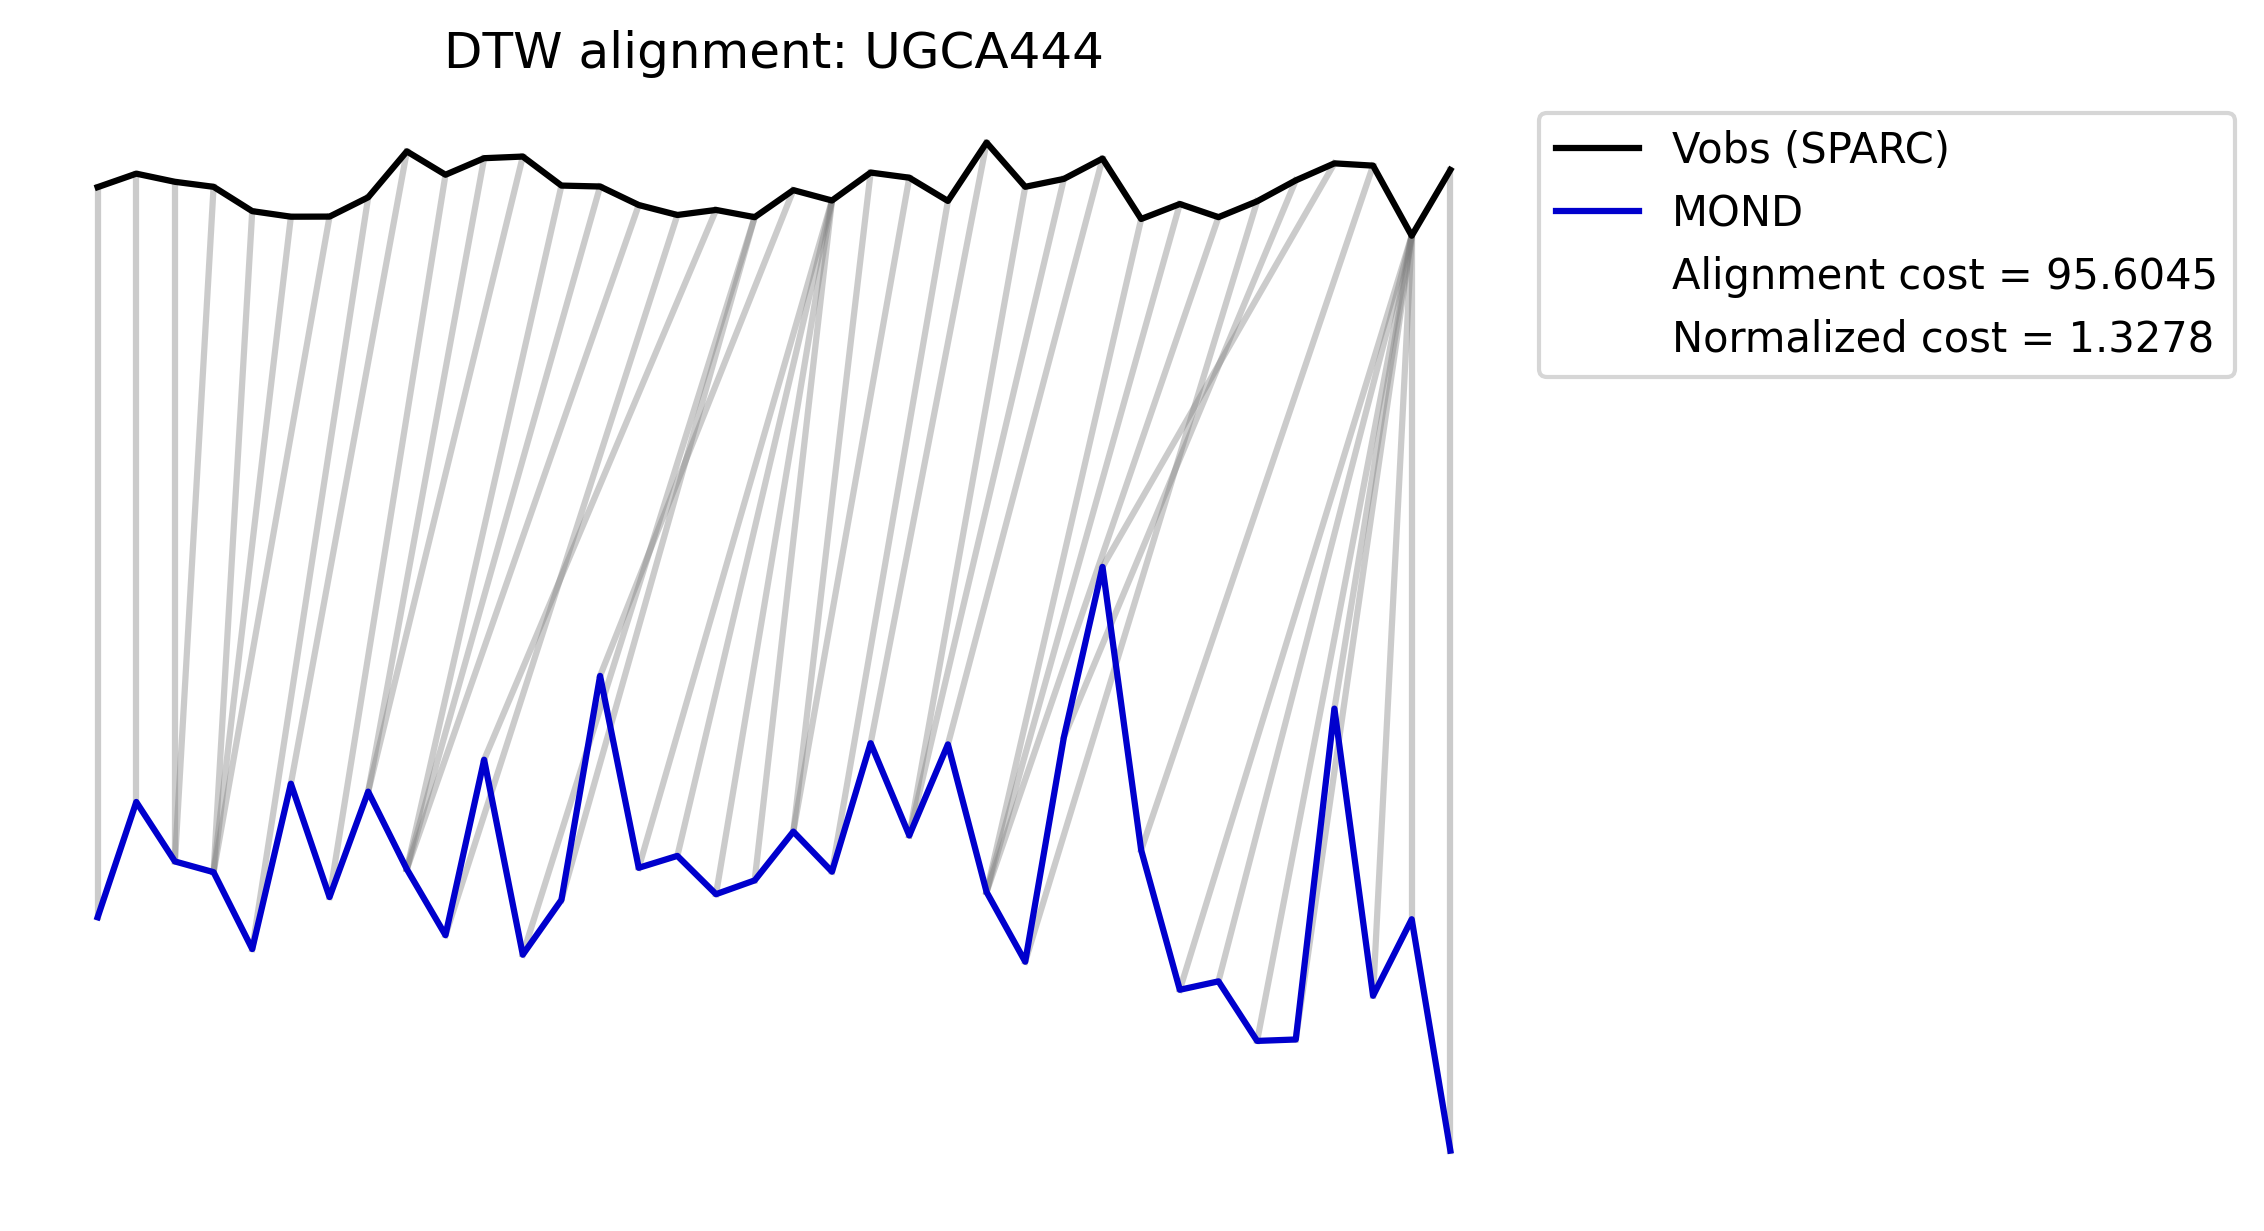 DTW alignment: UGCA444
Vobs (SPARC)
MOND
Alignment cost = 95.6045
Normalized cost = 1.3278